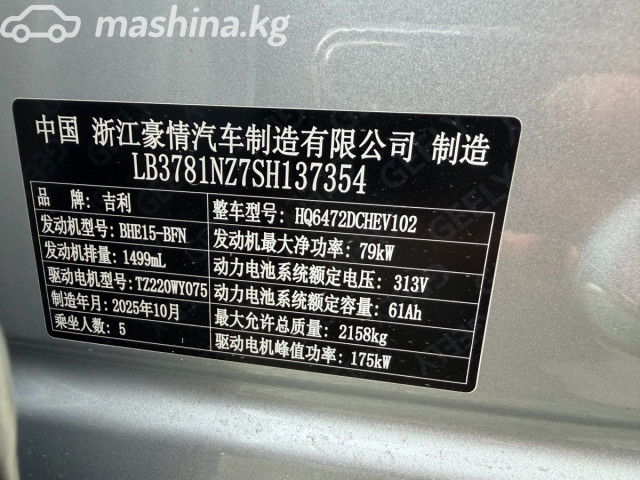 mashina.kg
中国 浙江豪情汽车制造有限公司 制造
LB3781NZ7SH137354
品牌：吉利
整车型号：HQ6472DCHEV102
发动机型号：BHE15-BFN
发动机最大净功率：79kW
发动机排量：1499mL
动力电池系统额定电压：313V
驱动电机型号：TZ220WY075
动力电池系统额定容量：61Ah
制造年月：2025年10月
最大允许总质量：2158kg
乘坐人数：5
驱动电机峰值功率：175kW